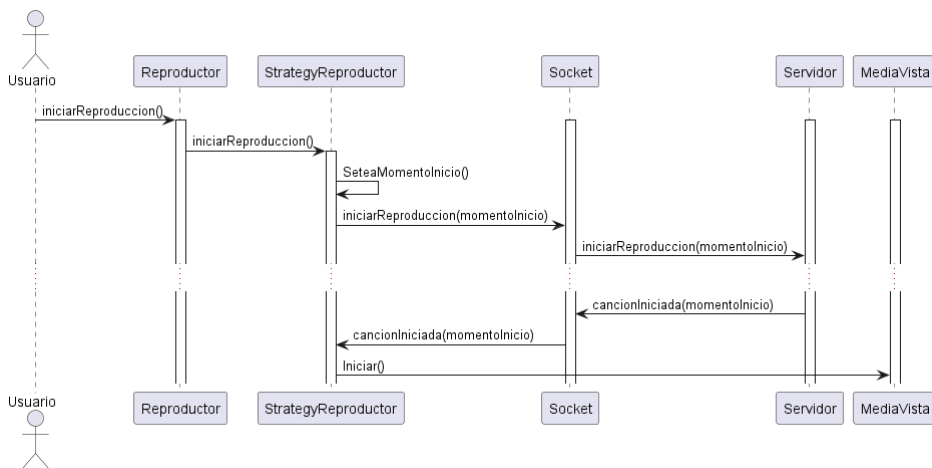 Usuario
Reproductor
StrategyReproductor
Socket
Servidor
MediaVista
iniciarReproduccion()
iniciarReproduccion()
SeteaMomentoInicio()
iniciarReproduccion(momentoInicio)
iniciarReproduccion(momentoInicio)
cancionIniciada(momentoInicio)
cancionIniciada(momentoInicio)
Iniciar()
Usuario
Reproductor
StrategyReproductor
Socket
Servidor
MediaVista